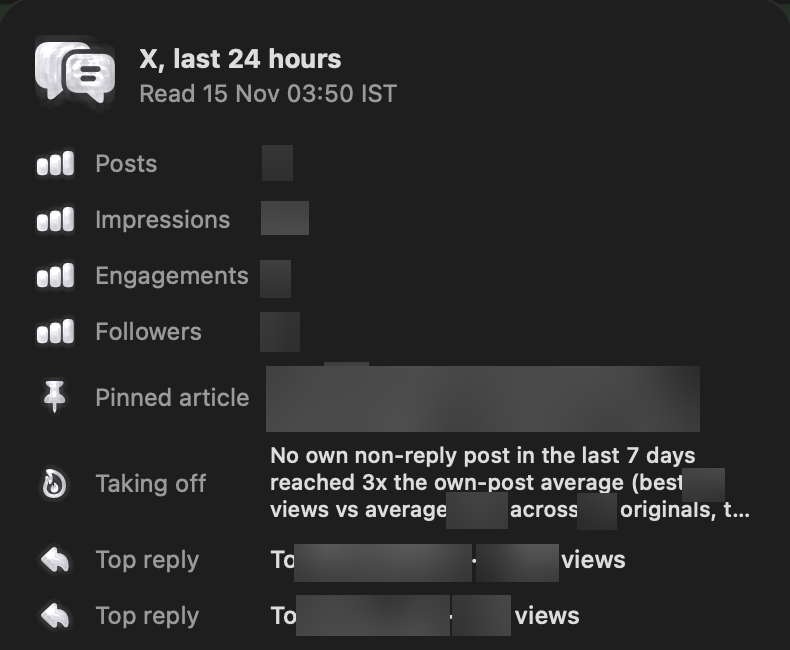 X, last 24 hours
Read 15 Nov 03:50 IST
Posts
Impressions
Engagements
Followers
Pinned article
Taking off
No own non-reply post in the last 7 days
reached 3x the own-post average (best
views vs average across originals, t...
Top reply To · views
Top reply To · views